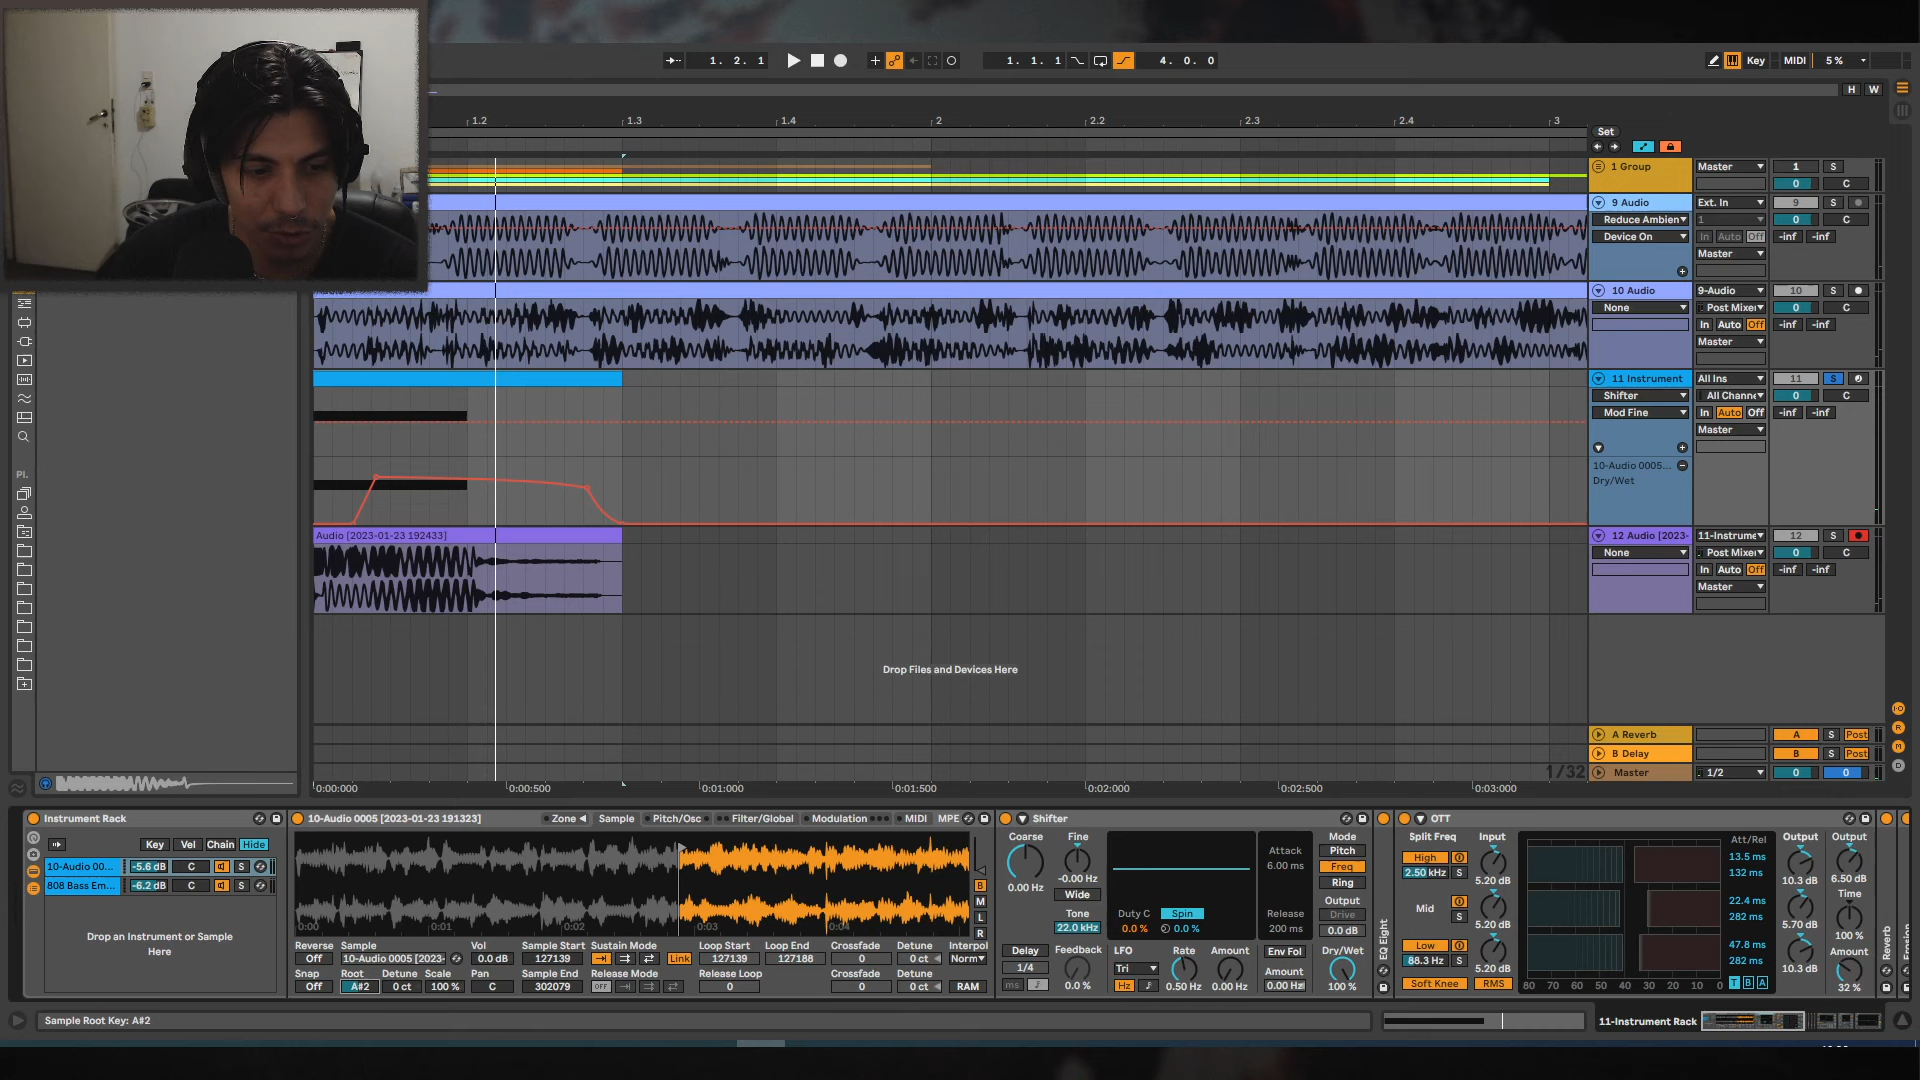 1. 2. 1
1. 1. 1
4. 0. 0
Key
MIDI
5 %
H
W
1.2
1.3
1.4
2
2.2
2.3
2.4
3
Set
1 Group
Master
1
S
0
C
9 Audio
Ext. In
9
S
Reduce Ambien
1
0
C
Device On
In
Auto
Off
-inf
-inf
Master
10 Audio
9-Audio
10
S
None
Post Mixer
0
C
In
Auto
Off
-inf
-inf
Master
11 Instrument
All Ins
11
S
Shifter
All Channe
0
C
Mod Fine
In
Auto
Off
-inf
-inf
Master
10-Audio 0005...
Dry/Wet
Audio [2023-01-23 192433]
12 Audio [2023-
11-Instrume
12
S
None
Post Mixer
0
C
In
Auto
Off
-inf
-inf
Master
Pl.
Drop Files and Devices Here
A Reverb
A
S
Post
B Delay
B
S
Post
1/32
Master
1/2
0
0
0:00:000
0:00:500
0:01:000
0:01:500
0:02:000
0:02:500
0:03:000
Instrument Rack
Key
Vel
Chain
Hide
10-Audio 00...
-5.6 dB
C
S
808 Bass Em...
-6.2 dB
C
S
Drop an Instrument or Sample
Here
10-Audio 0005 [2023-01-23 191323]
Zone
Sample
Pitch/Osc
Filter/Global
Modulation
MIDI
MPE
B
M
L
R
0:00
0:01
0:02
0:03
0:04
Reverse
Sample
Vol
Sample Start
Sustain Mode
Loop Start
Loop End
Crossfade
Detune
Interpol
Off
10-Audio 0005 [2023-
0.0 dB
127139
Link
127139
127188
0
0 ct
Norm
Snap
Root
Detune
Scale
Pan
Sample End
Release Mode
Release Loop
Crossfade
Detune
Off
A#2
0 ct
100 %
C
302079
OFF
0
0
0 ct
RAM
Shifter
Coarse
Fine
0.00 Hz
-0.00 Hz
Wide
Tone
22.0 kHz
Delay
1/4
ms
Feedback
0.0 %
Duty C
0.0 %
Spin
0.0 %
LFO
Tri
Hz
Rate
0.50 Hz
Amount
0.00 Hz
Attack
6.00 ms
Release
200 ms
Env Fol
Amount
0.00 Hz
Mode
Pitch
Freq
Ring
Output
Drive
0.0 dB
Dry/Wet
100 %
EQ Eight
OTT
Split Freq
Input
High
2.50 kHz
S
5.20 dB
Mid
S
5.20 dB
Low
88.3 Hz
S
5.20 dB
Soft Knee
RMS
80
70
60
50
40
30
20
10
0
Att/Rel
13.5 ms
132 ms
22.4 ms
282 ms
47.8 ms
282 ms
T
B
A
Output
10.3 dB
5.70 dB
10.3 dB
Output
6.50 dB
Time
100 %
Amount
32 %
Reverb
Erosion
Sample Root Key: A#2
11-Instrument Rack